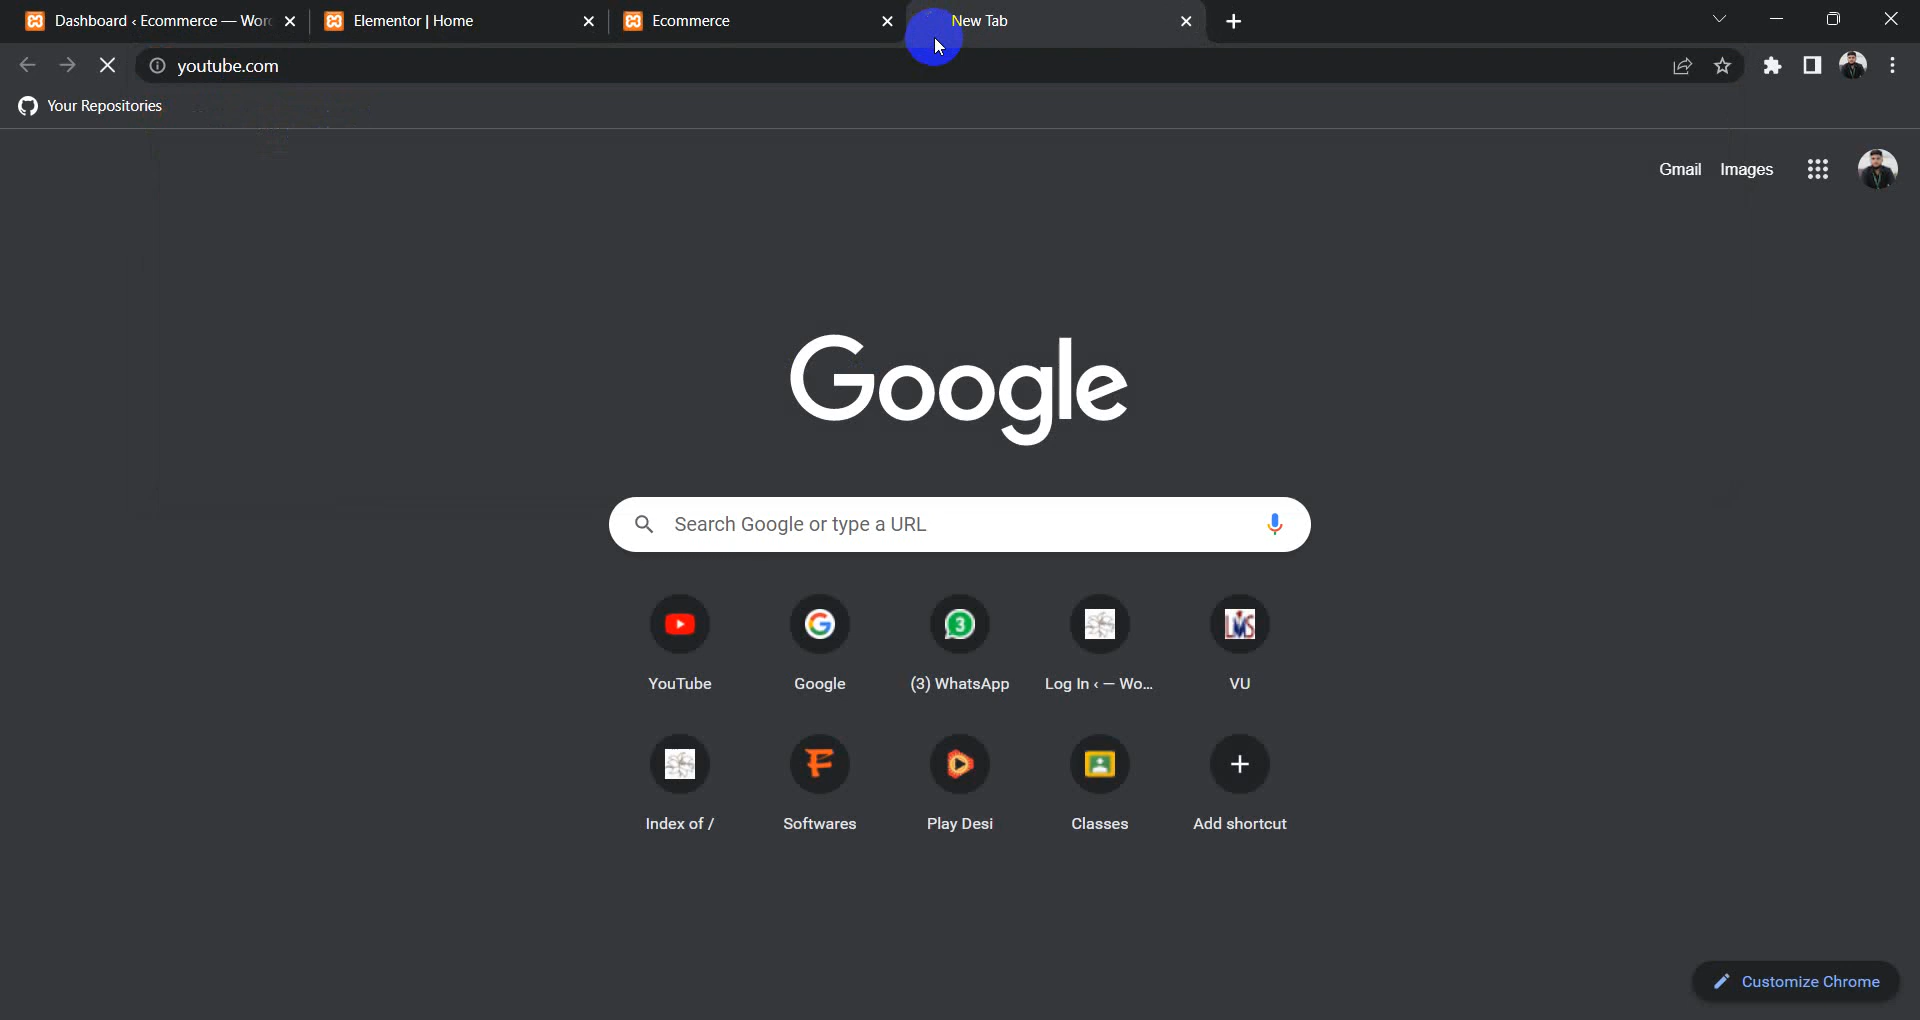 Dashboard ‹ Ecommerce — Wor
Elementor | Home
Ecommerce
New Tab
youtube.com
Your Repositories
Gmail
Images
Google
Search Google or type a URL
YouTube
Google
(3) WhatsApp
Log In ‹ — Wo...
VU
Index of /
Softwares
Play Desi
Classes
Add shortcut
Customize Chrome